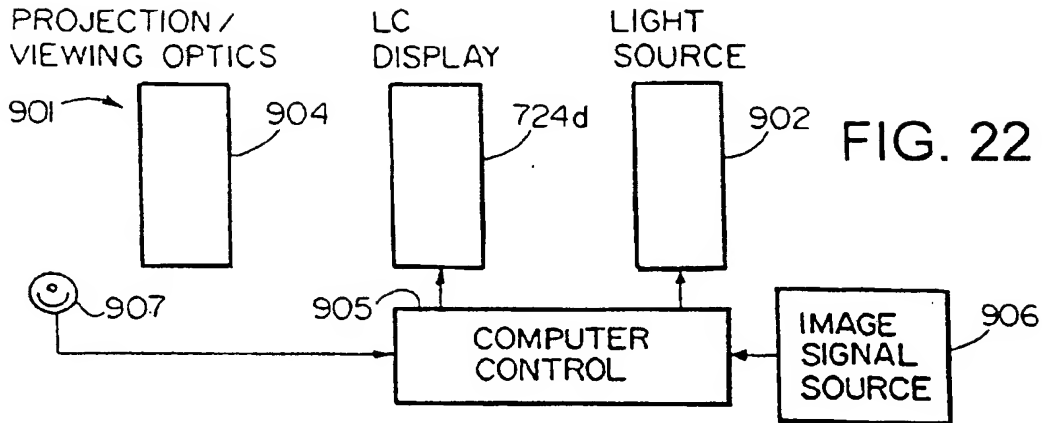 PROJECTION /
VIEWING OPTICS
LC
DISPLAY
LIGHT
SOURCE
901
904
724d
902
FIG. 22
907
905
COMPUTER
CONTROL
IMAGE
SIGNAL
SOURCE
906